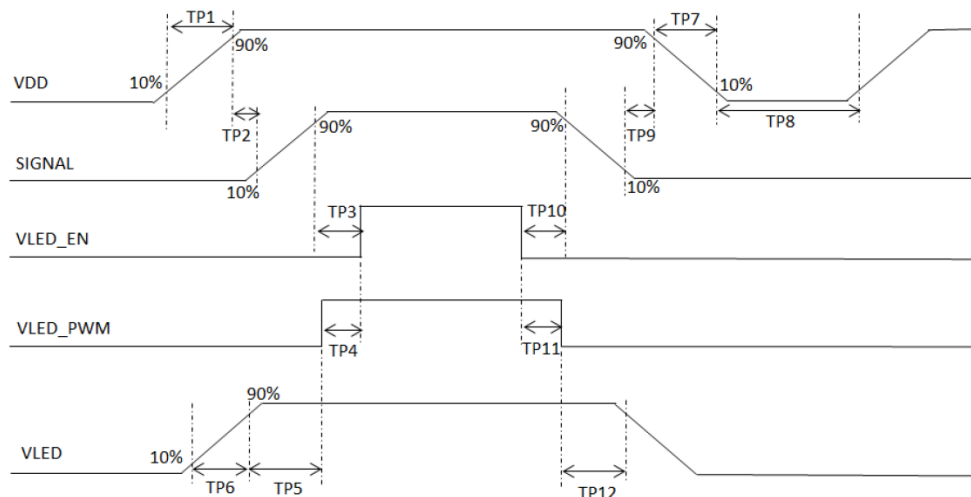 TP1
TP7
90%
90%
10%
10%
VDD
TP2
TP9
TP8
90%
90%
SIGNAL
10%
10%
TP3
TP10
VLED_EN
VLED_PWM
TP4
TP11
90%
10%
VLED
TP6
TP5
TP12